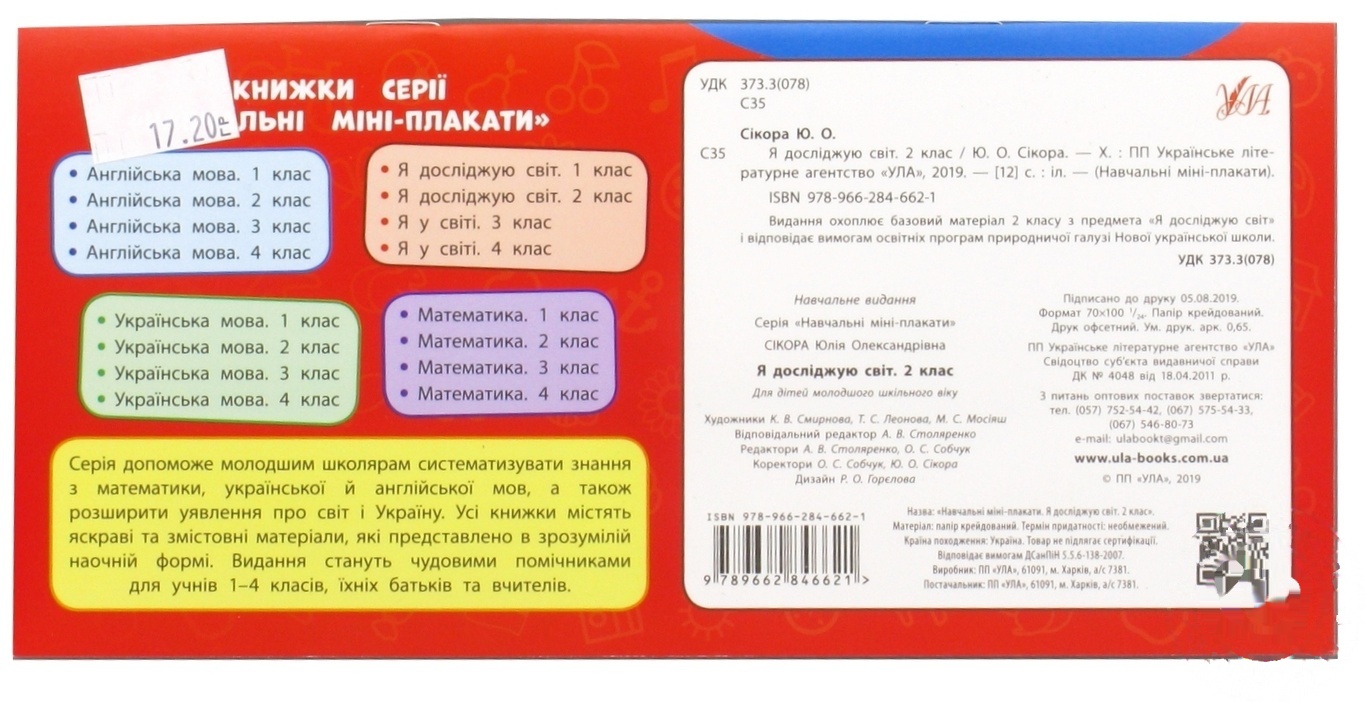 17.20
КНИЖКИ СЕРІЇ
ЛЬНІ МІНІ-ПЛАКАТИ»
• Англійська мова. 1 клас
• Англійська мова. 2 клас
• Англійська мова. 3 клас
• Англійська мова. 4 клас
• Я досліджую світ. 1 клас
• Я досліджую світ. 2 клас
• Я у світі. 3 клас
• Я у світі. 4 клас
• Українська мова. 1 клас
• Українська мова. 2 клас
• Українська мова. 3 клас
• Українська мова. 4 клас
• Математика. 1 клас
• Математика. 2 клас
• Математика. 3 клас
• Математика. 4 клас
Серія допоможе молодшим школярам систематизувати знання
з математики, української й англійської мов, а також
розширити уявлення про світ і Україну. Усі книжки містять
яскраві та змістовні матеріали, які представлено в зрозумілій
наочній формі. Видання стануть чудовими помічниками
для учнів 1–4 класів, їхніх батьків та вчителів.
УДК 373.3(078)
С35
УЛА
Сікора Ю. О.
С35 Я досліджую світ. 2 клас / Ю. О. Сікора. — Х. : ПП Українське літе-
ратурне агентство «УЛА», 2019. — [12] с. : іл. — (Навчальні міні-плакати).
ISBN 978-966-284-662-1
Видання охоплює базовий матеріал 2 класу з предмета «Я досліджую світ»
і відповідає вимогам освітніх програм природничої галузі Нової української школи.
УДК 373.3(078)
Навчальне видання
Серія «Навчальні міні-плакати»
СІКОРА Юлія Олександрівна
Я досліджую світ. 2 клас
Для дітей молодшого шкільного віку
Художники К. В. Смирнова, Т. С. Леонова, М. С. Мосіяш
Відповідальний редактор А. В. Столяренко
Редактори А. В. Столяренко, О. С. Собчук
Коректори О. С. Собчук, Ю. О. Сікора
Дизайн Р. О. Горєлова
Підписано до друку 05.08.2019.
Формат 70×100 1/24. Папір крейдований.
Друк офсетний. Ум. друк. арк. 0,65.
ПП Українське літературне агентство «УЛА»
Свідоцтво суб'єкта видавничої справи
ДК № 4048 від 18.04.2011 р.
З питань оптових поставок звертатися:
тел. (057) 752-54-42, (067) 575-54-33,
(067) 546-80-73
e-mail: ulabookt@gmail.com
www.ula-books.com.ua
© ПП «УЛА», 2019
ISBN 978-966-284-662-1
9 789662 846621 >
Назва: «Навчальні міні-плакати. Я досліджую світ. 2 клас».
Матеріал: папір крейдований. Термін придатності: необмежений.
Країна походження: Україна. Товар не підлягає сертифікації.
Відповідає вимогам ДСанПіН 5.5.6-138-2007.
Виробник: ПП «УЛА», 61091, м. Харків, а/с 7381.
Постачальник: ПП «УЛА», 61091, м. Харків, а/с 7381.